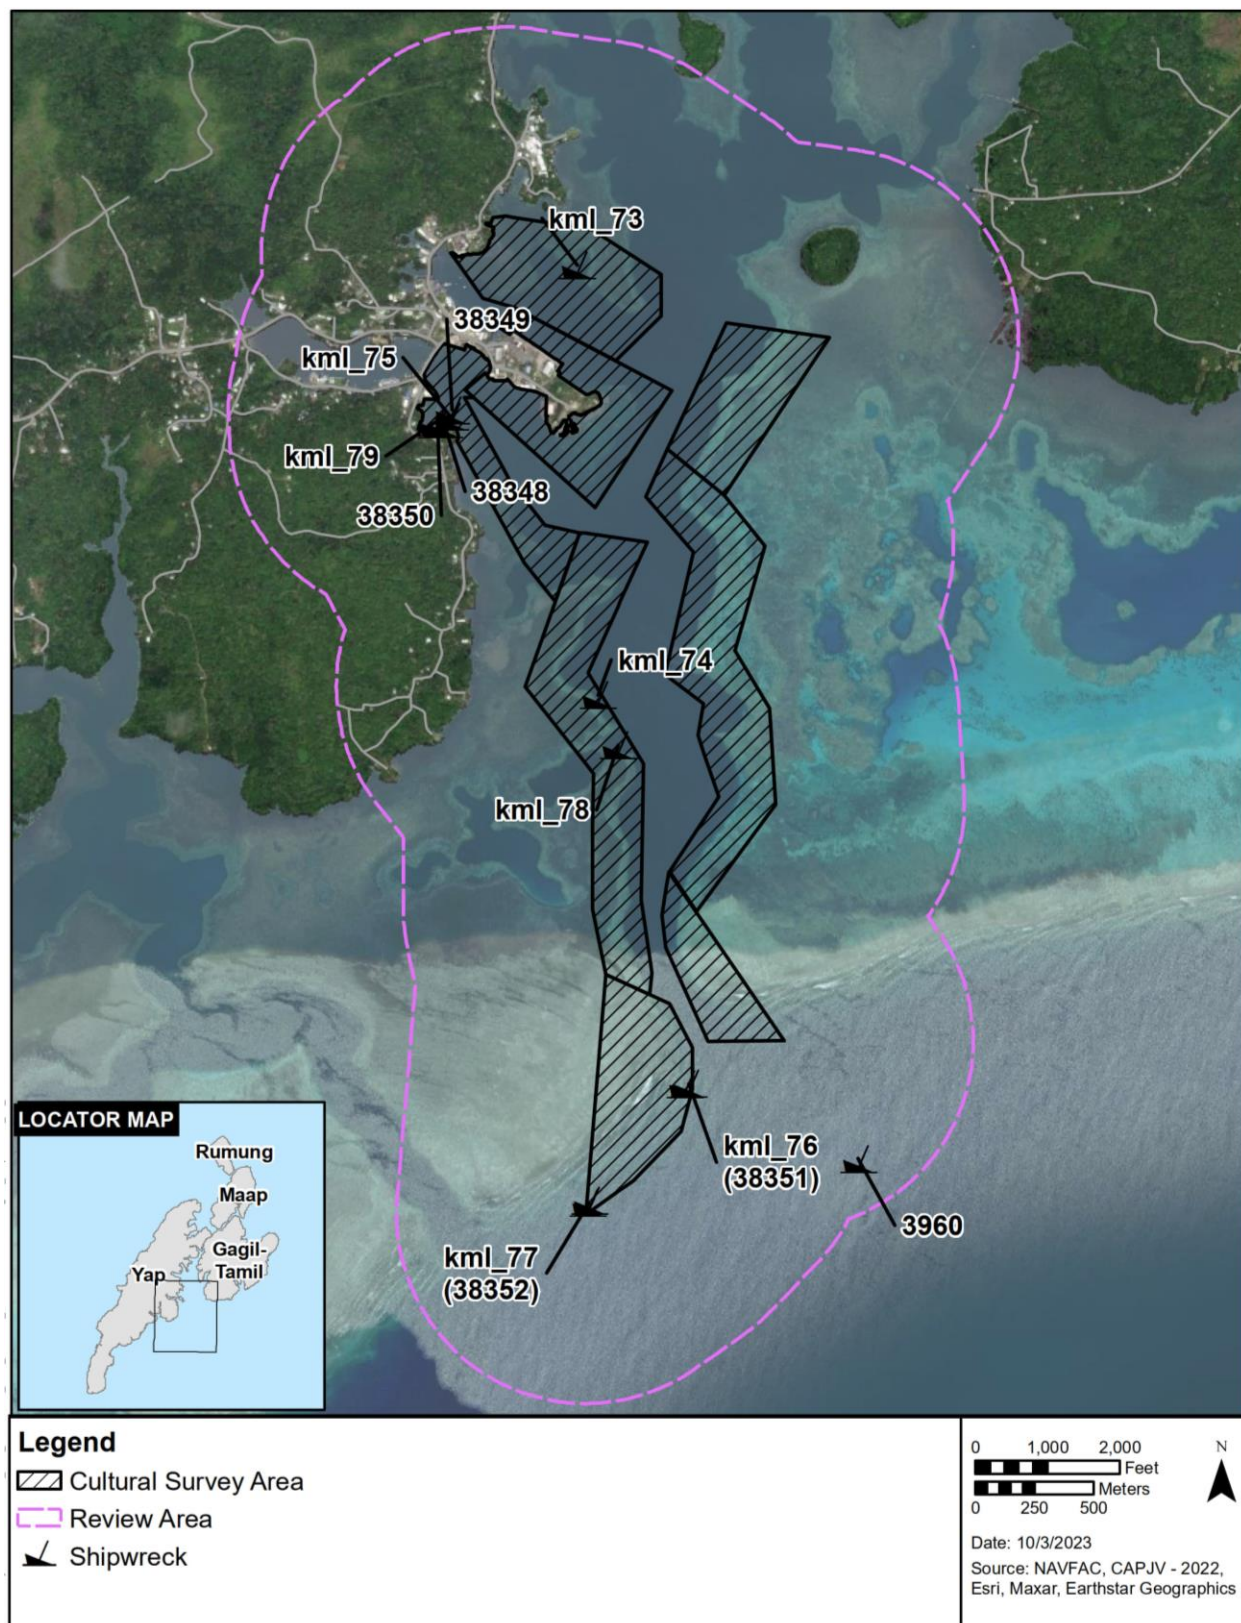 kml_73
38349
kml_75
kml_79
38348
38350
kml_74
kml_78
kml_76
(38351)
3960
kml_77
(38352)
LOCATOR MAP
Rumung
Maap
Gagil-
Tamil
Yap
Legend
Cultural Survey Area
Review Area
Shipwreck
0 1,000 2,000
Feet
Meters
0 250 500
N
Date: 10/3/2023
Source: NAVFAC, CAPJV - 2022,
Esri, Maxar, Earthstar Geographics